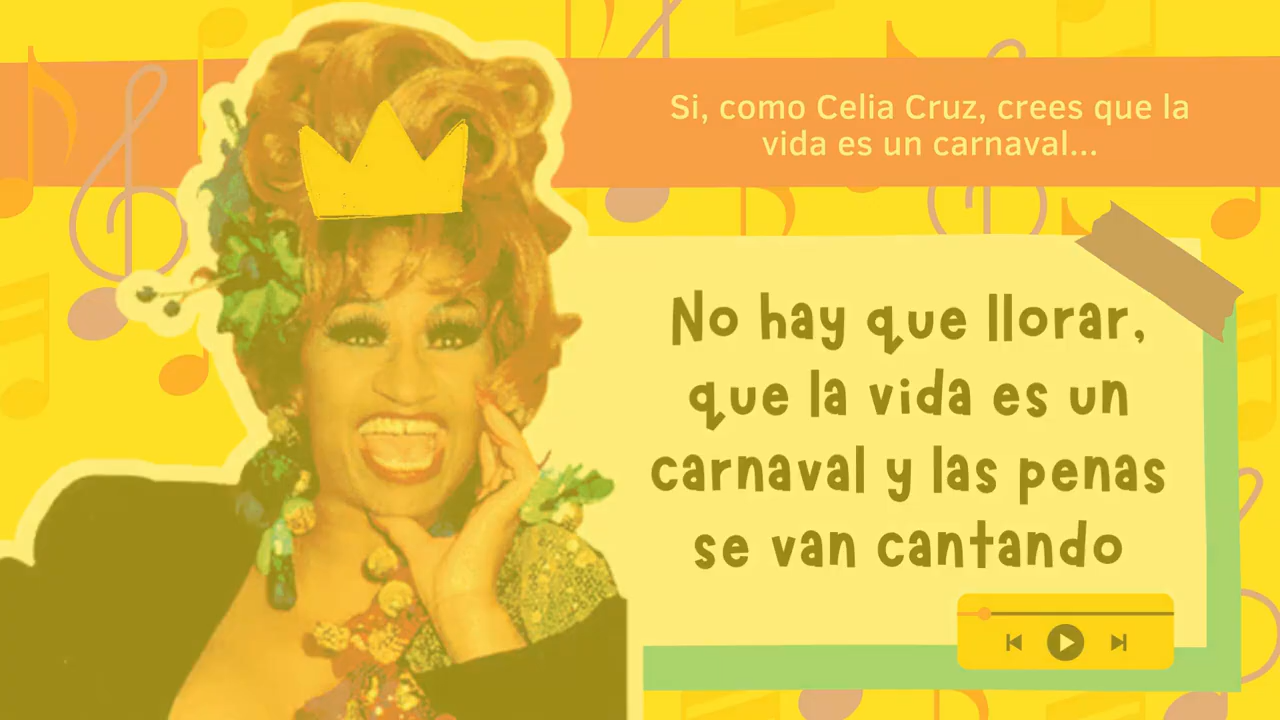 Si, como Celia Cruz, crees que la
vida es un carnaval...
No hay que llorar,
que la vida es un
carnaval y las penas
se van cantando